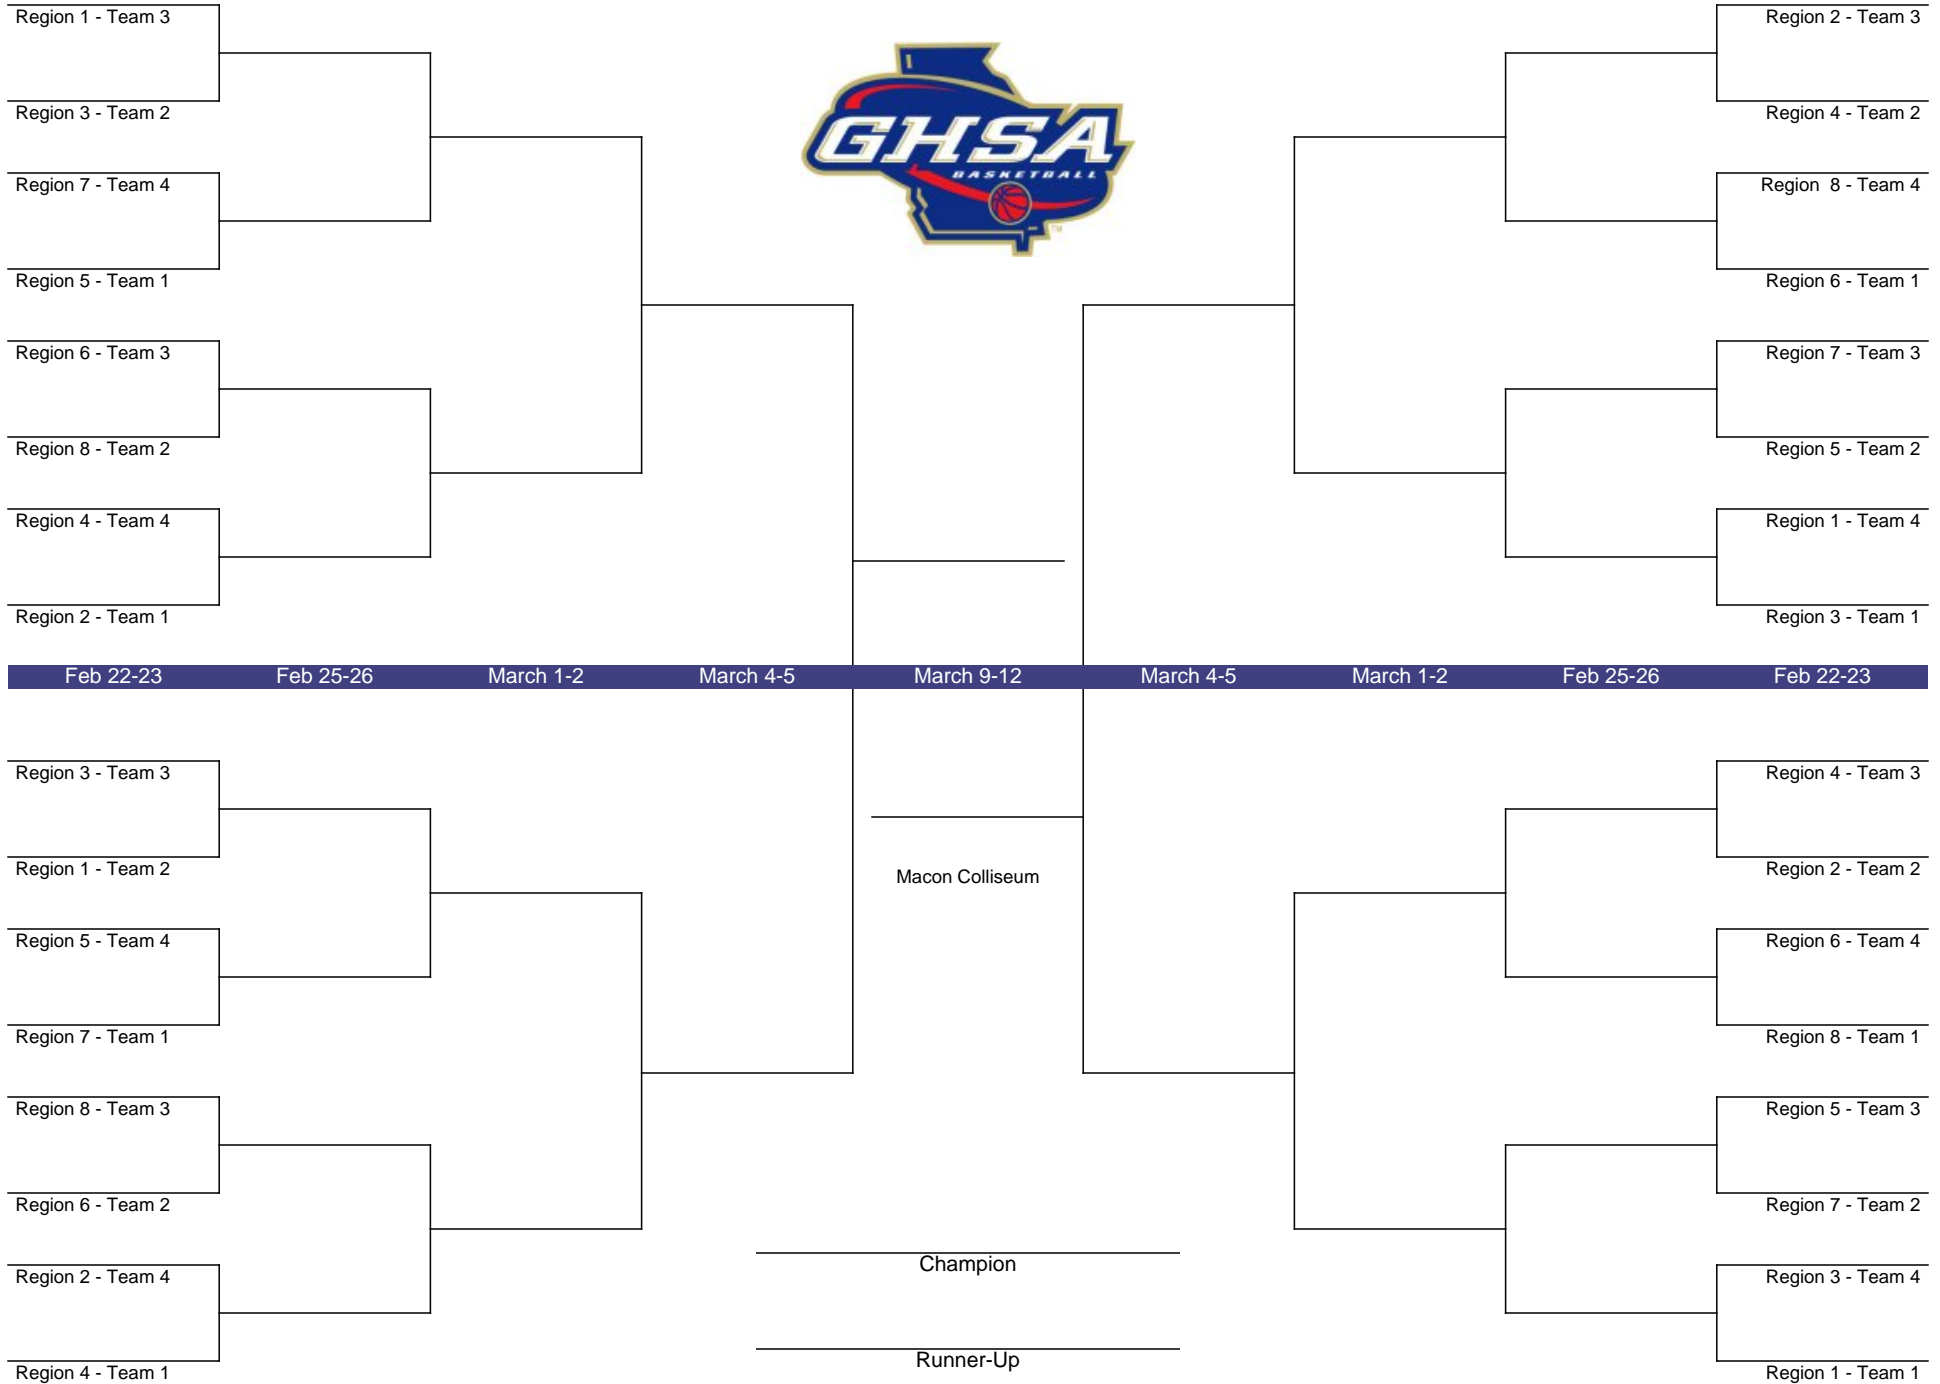 Region 1 - Team 3
Region 2 - Team 3
GHSA
BASKETBALL
TM
Region 3 - Team 2
Region 4 - Team 2
Region 7 - Team 4
Region  8 - Team 4
Region 5 - Team 1
Region 6 - Team 1
Region 6 - Team 3
Region 7 - Team 3
Region 8 - Team 2
Region 5 - Team 2
Region 4 - Team 4
Region 1 - Team 4
Region 2 - Team 1
Region 3 - Team 1
Feb 22-23 Feb 25-26 March 1-2 March 4-5 March 9-12 March 4-5 March 1-2 Feb 25-26 Feb 22-23
Region 3 - Team 3
Region 4 - Team 3
Region 1 - Team 2
Region 2 - Team 2
Macon Colliseum
Region 5 - Team 4
Region 6 - Team 4
Region 7 - Team 1
Region 8 - Team 1
Region 8 - Team 3
Region 5 - Team 3
Region 6 - Team 2
Region 7 - Team 2
Champion
Region 2 - Team 4
Region 3 - Team 4
Runner-Up
Region 4 - Team 1
Region 1 - Team 1